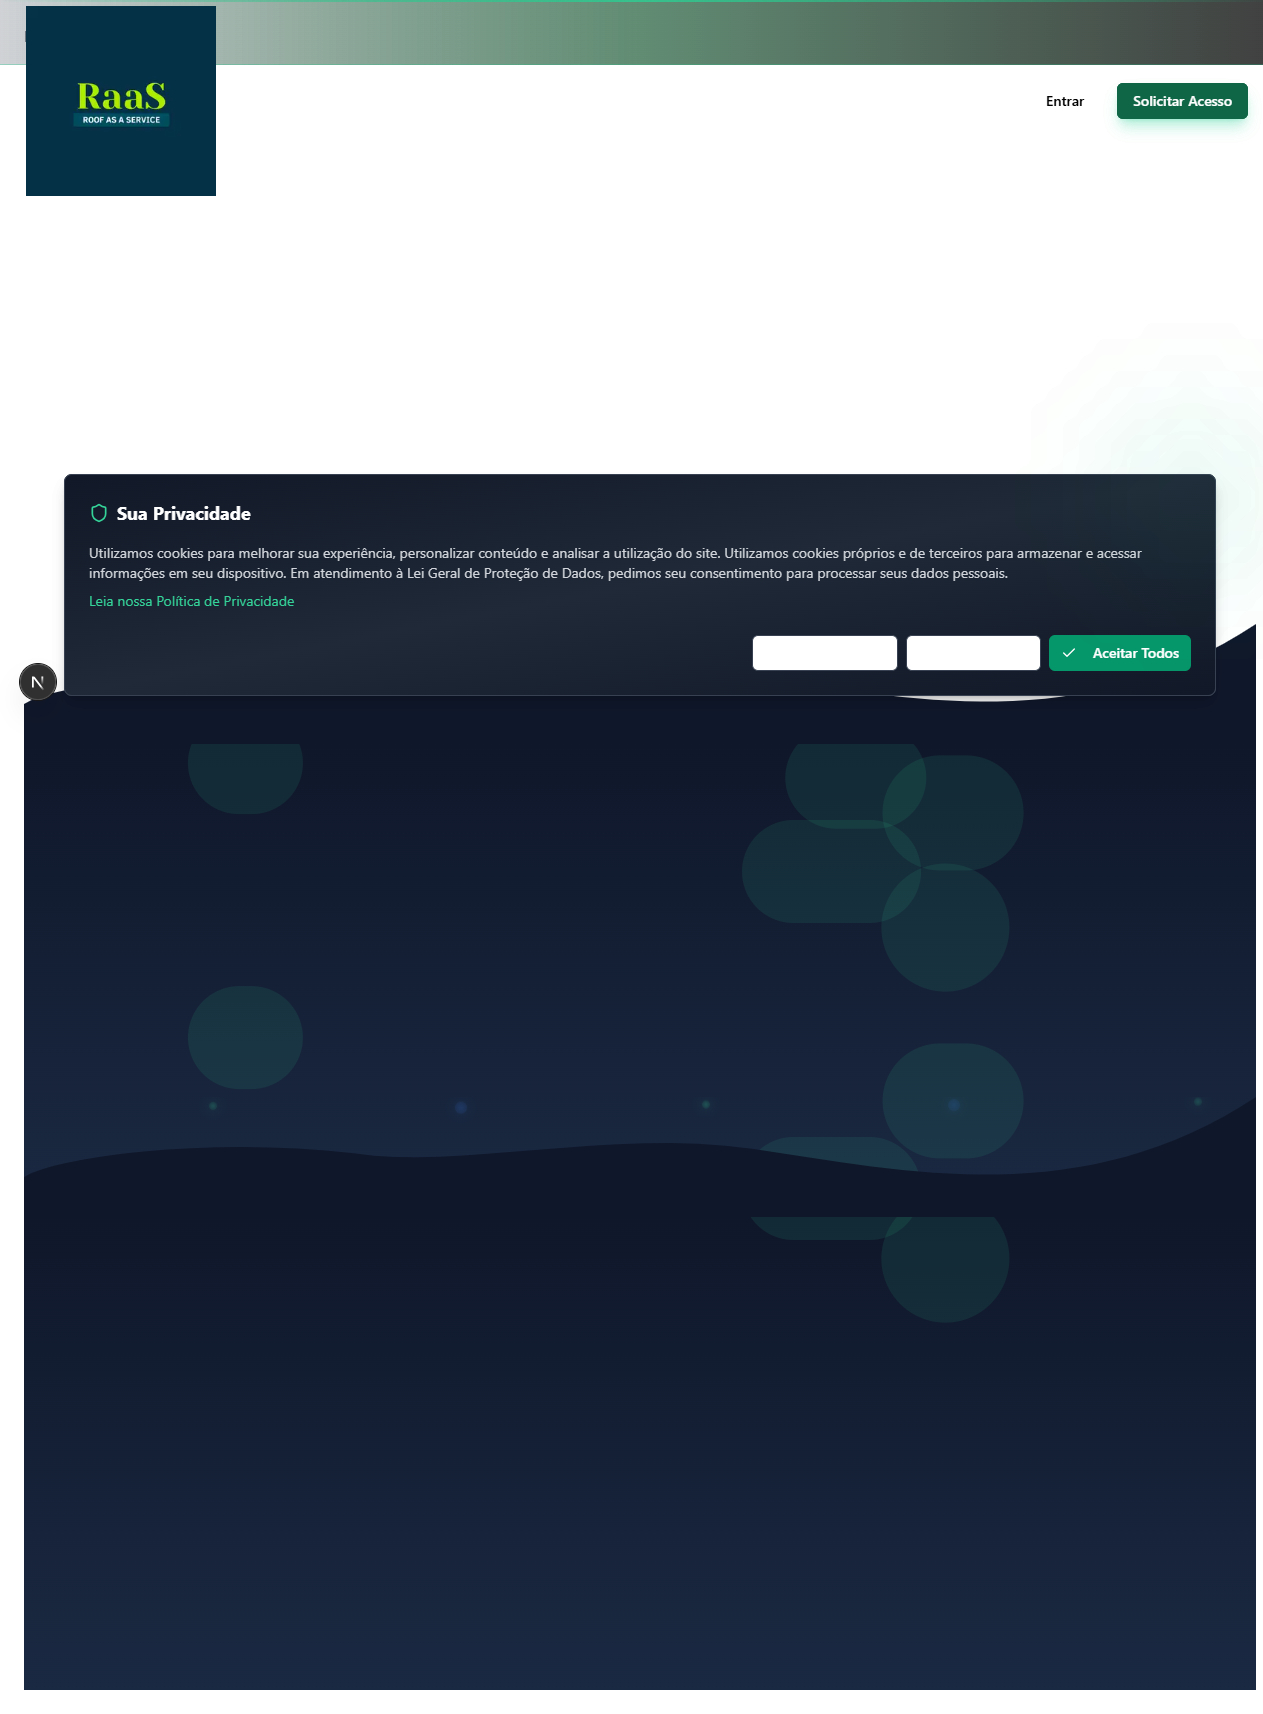 RaaS
ROOF AS A SERVICE
Entrar
Solicitar Acesso
Sua Privacidade
Utilizamos cookies para melhorar sua experiência, personalizar conteúdo e analisar a utilização do site. Utilizamos cookies próprios e de terceiros para armazenar e acessar
informações em seu dispositivo. Em atendimento à Lei Geral de Proteção de Dados, pedimos seu consentimento para processar seus dados pessoais.
Leia nossa Política de Privacidade
Aceitar Todos
N